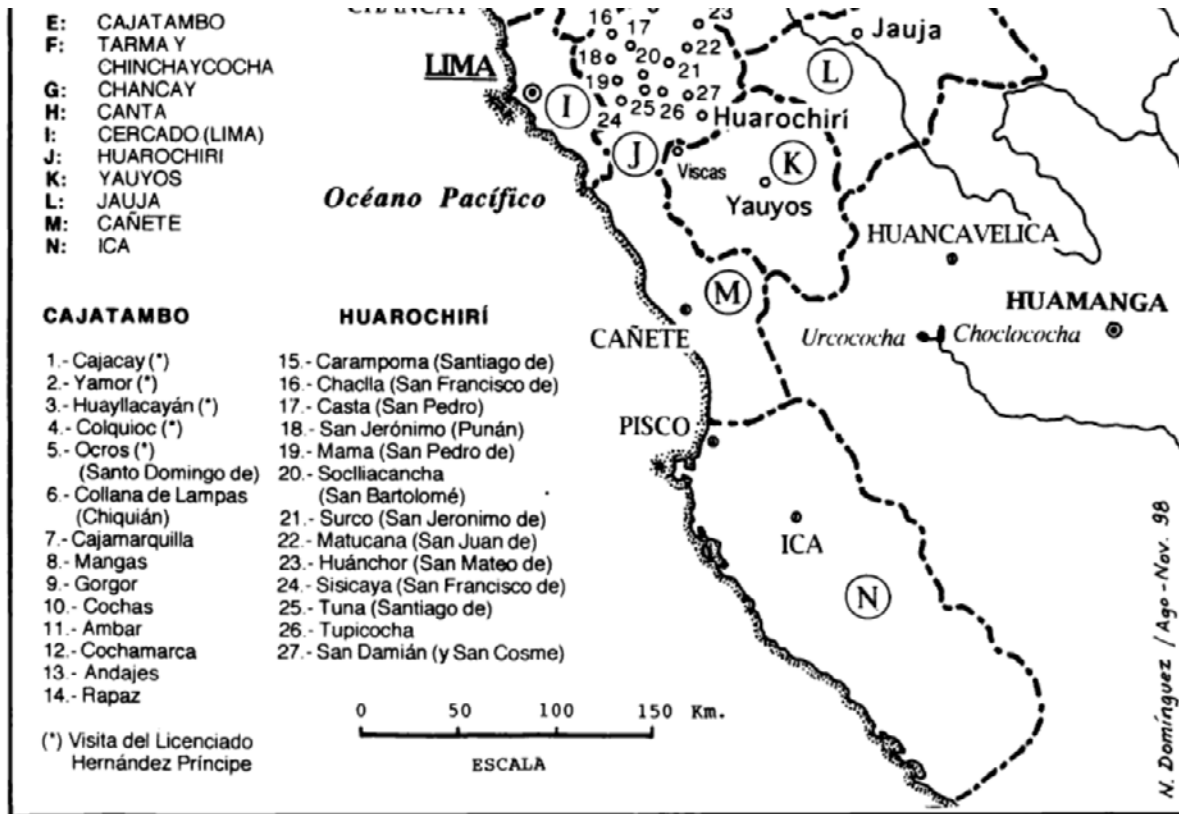 E: CAJATAMBO
F: TARMA Y
CHINCHAYCOCHA
G: CHANCAY
H: CANTA
I: CERCADO (LIMA)
J: HUAROCHIRI
K: YAUYOS
L: JAUJA
M: CAÑETE
N: ICA
CAJATAMBO
1.- Cajacay (*)
2.- Yamor (*)
3.- Huayllacayán (*)
4.- Colquioc (*)
5.- Ocros (*)
(Santo Domingo de)
6.- Collana de Lampas
(Chiquián)
7.- Cajamarquilla
8.- Mangas
9.- Gorgor
10.- Cochas
11.- Ambar
12.- Cochamarca
13.- Andajes
14.- Rapaz
(*) Visita del Licenciado
Hernández Príncipe
HUAROCHIRÍ
15.- Carampoma (Santiago de)
16.- Chaclla (San Francisco de)
17.- Casta (San Pedro)
18.- San Jerónimo (Punán)
19.- Mama (San Pedro de)
20.- Soclliacancha
(San Bartolomé)
21.- Surco (San Jeronimo de)
22.- Matucana (San Juan de)
23.- Huánchor (San Mateo de)
24.- Sisicaya (San Francisco de)
25.- Tuna (Santiago de)
26.- Tupicocha
27.- San Damián (y San Cosme)
0 50 100 150 Km.
ESCALA
CHANCAY
16
23
17
Jauja
18
20
22
LIMA
21
L
19
I
25
26
27
24
Huarochirí
J
Viscas
K
Océano Pacífico
Yauyos
HUANCAVELICA
M
HUAMANGA
CAÑETE
Urcococha
Choclococha
PISCO
ICA
N
N. Domínguez / Ago - Nov. 98